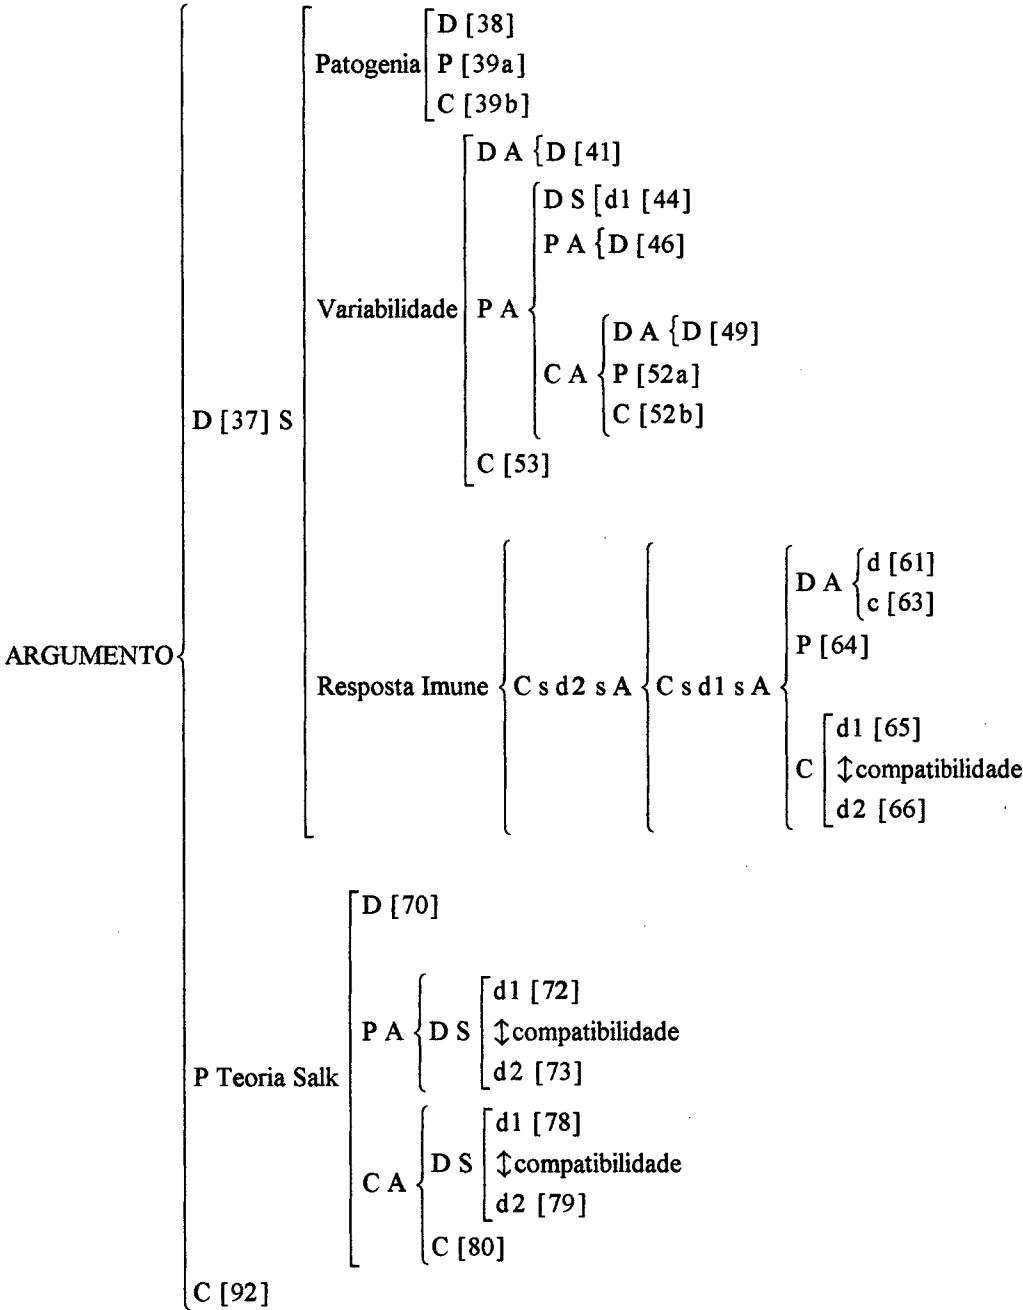 D [38]
Patogenia P [39a]
C [39b]
D A {D [41]
D S [d1 [44]
P A {D [46]
Variabilidade P A
D A {D [49]
C A P [52a]
C [52b]
D [37] S
C [53]
d [61]
D A
c [63]
P [64]
ARGUMENTO
Resposta Imune C s d2 s A C s d1 s A
d1 [65]
C ↕compatibilidade
d2 [66]
D [70]
d1 [72]
P A D S ↕compatibilidade
d2 [73]
P Teoria Salk
d1 [78]
D S ↕compatibilidade
C A
d2 [79]
C [80]
C [92]